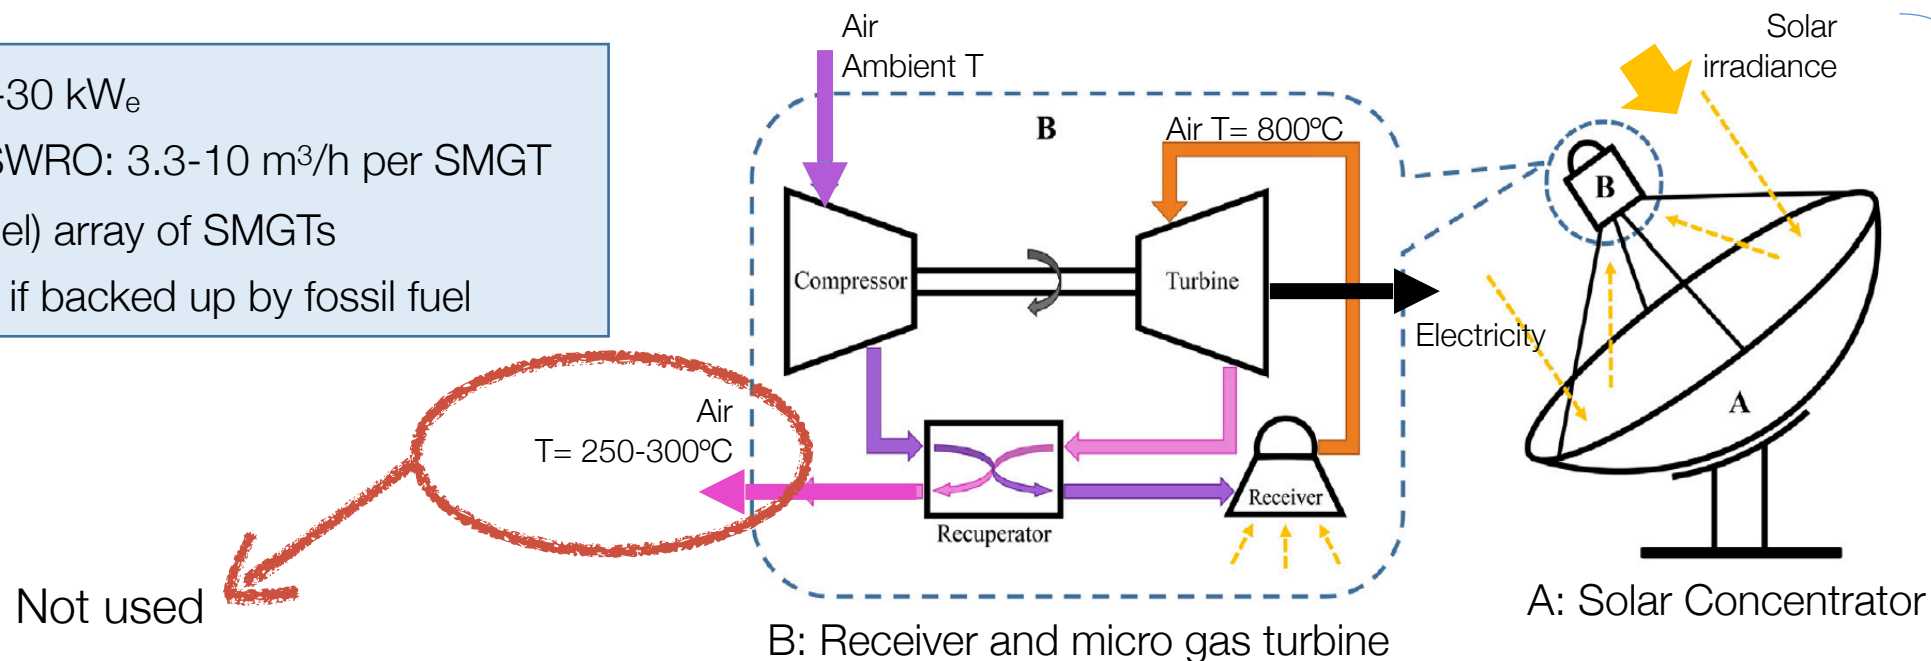 -30 kWe
SWRO: 3.3-10 m³/h per SMGT
el) array of SMGTs
if backed up by fossil fuel
Air
Ambient T
B
Air T= 800ºC
Compressor
Turbine
Electricity
Air
T= 250-300ºC
Recuperator
Receiver
Not used
B: Receiver and micro gas turbine
Solar
irradiance
B
A
A: Solar Concentrator